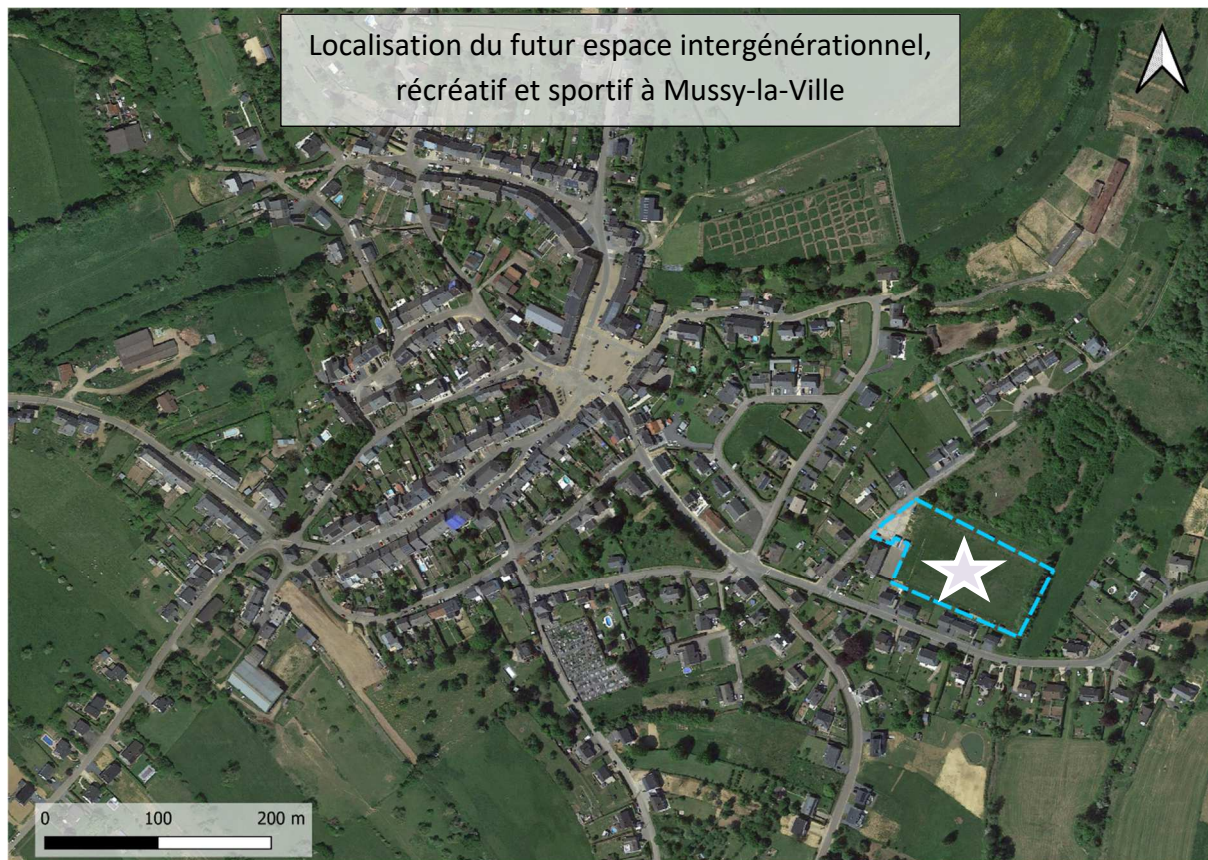 Localisation du futur espace intergénérationnel,
récréatif et sportif à Mussy-la-Ville
0 100 200 m